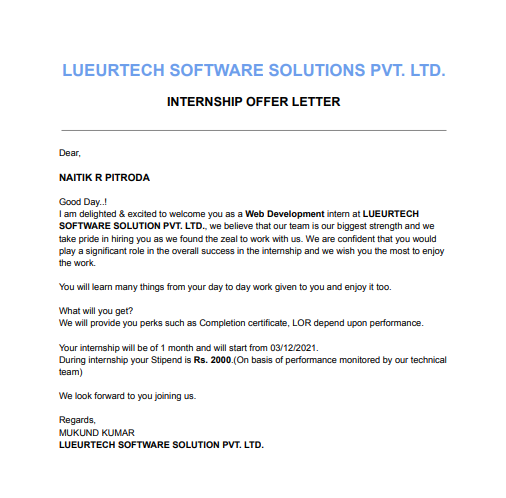 LUEURTECH SOFTWARE SOLUTIONS PVT. LTD.
INTERNSHIP OFFER LETTER
Dear,
NAITIK R PITRODA
Good Day..!
I am delighted & excited to welcome you as a Web Development intern at LUEURTECH
SOFTWARE SOLUTION PVT. LTD., we believe that our team is our biggest strength and we
take pride in hiring you as we found the zeal to work with us. We are confident that you would
play a significant role in the overall success in the internship and we wish you the most to enjoy
the work.
You will learn many things from your day to day work given to you and enjoy it too.
What will you get?
We will provide you perks such as Completion certificate, LOR depend upon performance.
Your internship will be of 1 month and will start from 03/12/2021.
During internship your Stipend is Rs. 2000.(On basis of performance monitored by our technical
team)
We look forward to you joining us.
Regards,
MUKUND KUMAR
LUEURTECH SOFTWARE SOLUTION PVT. LTD.